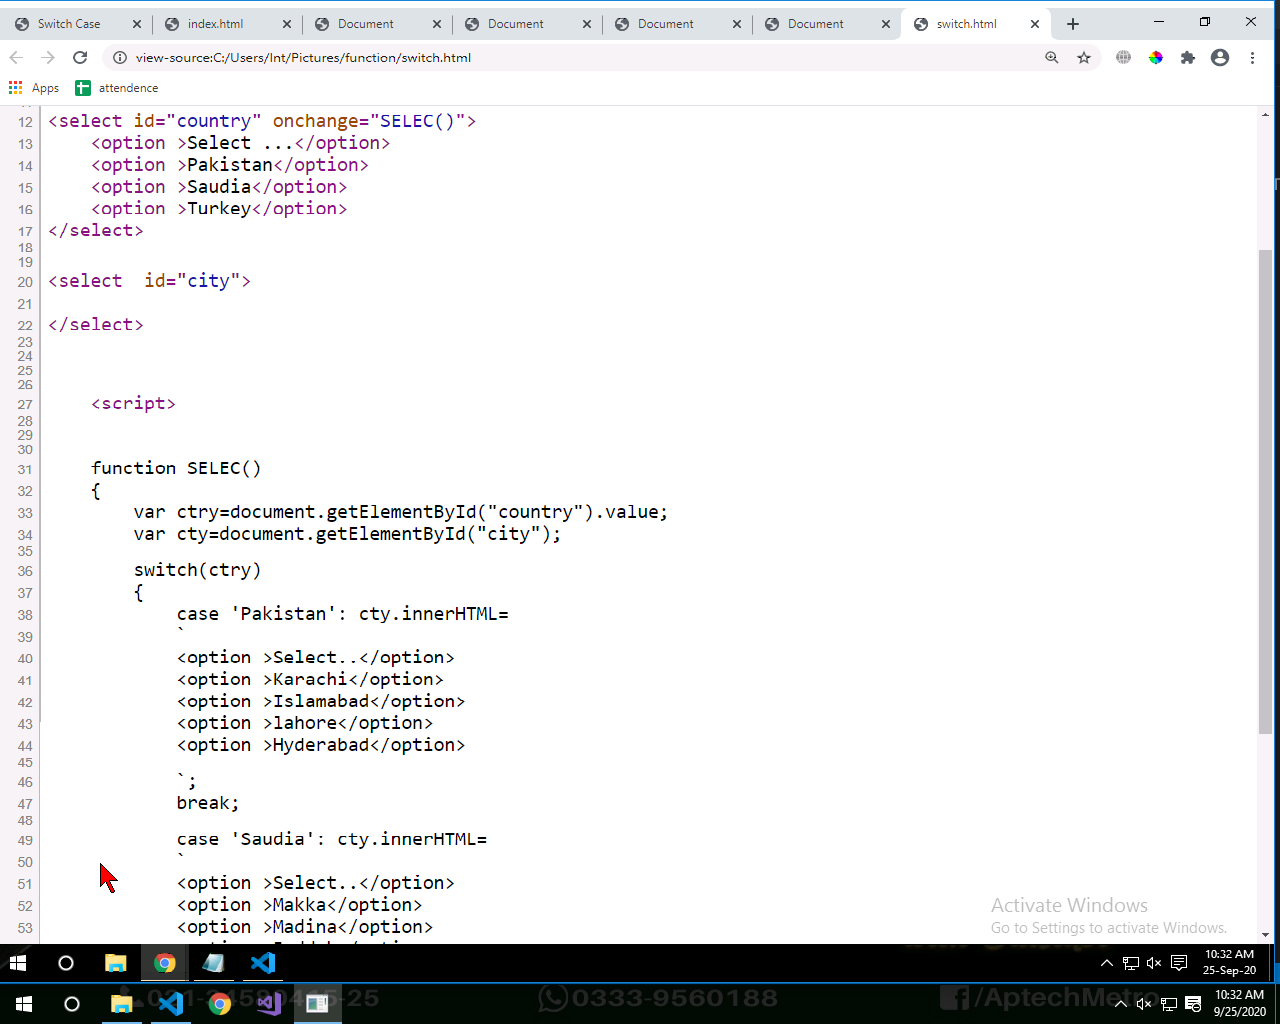 Switch Case
index.html
Document
Document
Document
Document
switch.html
view-source:C:/Users/Int/Pictures/function/switch.html
Apps
attendence
12 <select id="country" onchange="SELEC()">
13 <option >Select ...</option>
14 <option >Pakistan</option>
15 <option >Saudia</option>
16 <option >Turkey</option>
17 </select>
18
19
20 <select  id="city">
21
22 </select>
23
24
25
26
27 <script>
28
29
30
31 function SELEC()
32 {
33 var ctry=document.getElementById("country").value;
34 var cty=document.getElementById("city");
35
36 switch(ctry)
37 {
38 case 'Pakistan': cty.innerHTML=
39 `
40 <option >Select..</option>
41 <option >Karachi</option>
42 <option >Islamabad</option>
43 <option >lahore</option>
44 <option >Hyderabad</option>
45
46 `;
47 break;
48
49 case 'Saudia': cty.innerHTML=
50 `
51 <option >Select..</option>
52 <option >Makka</option>
53 <option >Madina</option>
Activate Windows
Go to Settings to activate Windows.
10:32 AM
25-Sep-20
0333-9560188
/AptechMetro
10:32 AM
9/25/2020